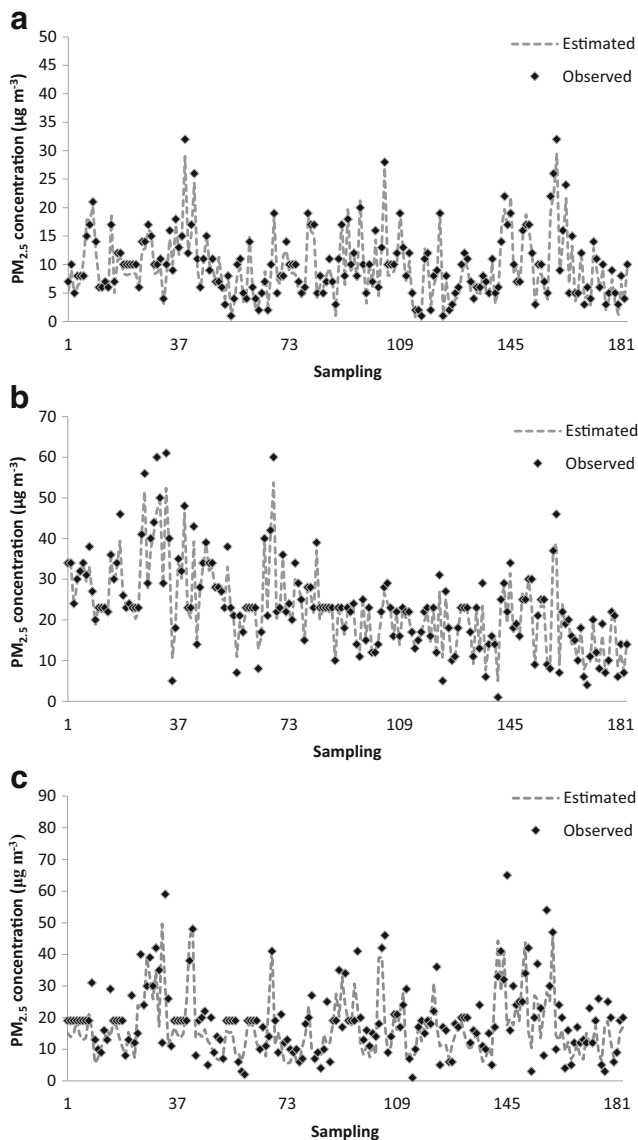 a
50
45
40
35
30
25
20
15
10
5
0
PM2.5 concentration (µg m-3)
Estimated
Observed
1 37 73 109 145 181
Sampling
b
70
60
50
40
30
20
10
0
PM2.5 concentration (µg m-3)
Estimated
Observed
1 37 73 109 145 181
Sampling
c
90
80
70
60
50
40
30
20
10
0
PM2.5 concentration (µg m-3)
Estimated
Observed
1 37 73 109 145 181
Sampling